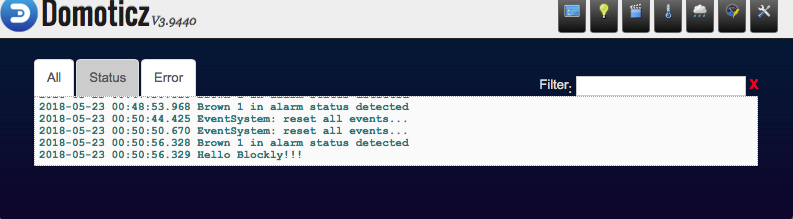 Domoticz V3.9440
All Status Error
Filter:
X
2018-05-23 00:48:53.968 Brown 1 in alarm status detected
2018-05-23 00:50:44.425 EventSystem: reset all events...
2018-05-23 00:50:50.670 EventSystem: reset all events...
2018-05-23 00:50:56.328 Brown 1 in alarm status detected
2018-05-23 00:50:56.329 Hello Blockly!!!